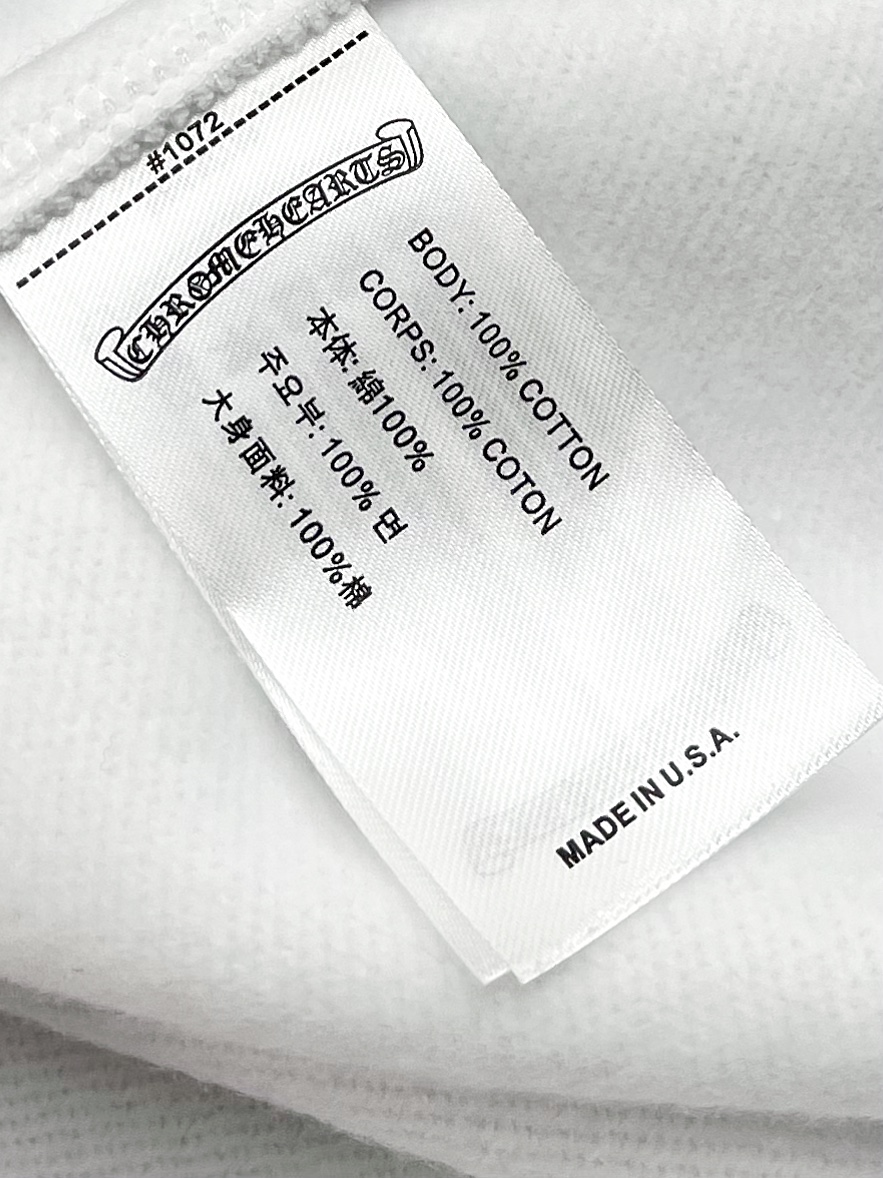 #1072
CHROME HEARTS
BODY: 100% COTTON
CORPS: 100% COTON
本体: 綿100%
주요부: 100% 면
大身面料: 100%棉
MADE IN U.S.A.